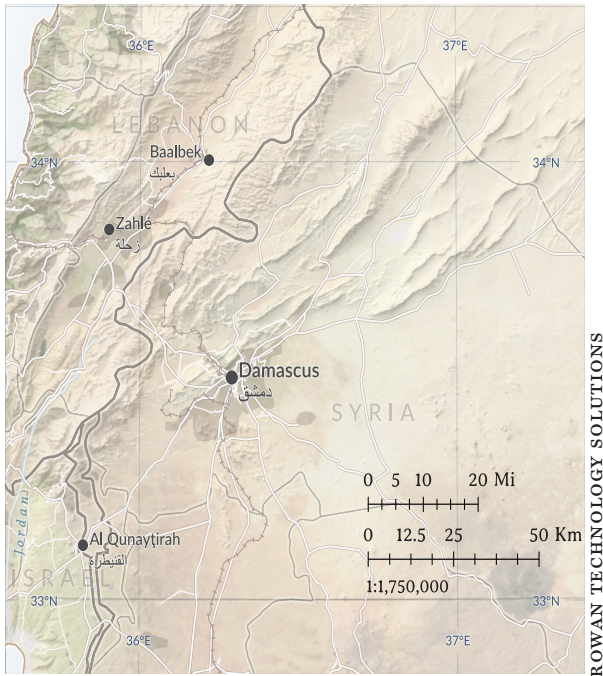 36°E
37°E
LEBANON
Baalbek
بعلبك
34°N
34°N
Zahlé
زحلة
Damascus
دمشق
SYRIA
0 5 10 20 Mi
0 12.5 25 50 Km
1:1,750,000
Jordan
Al Qunayţirah
القنيطرة
ISRAEL
33°N
33°N
36°E
37°E
ROWAN TECHNOLOGY SOLUTIONS